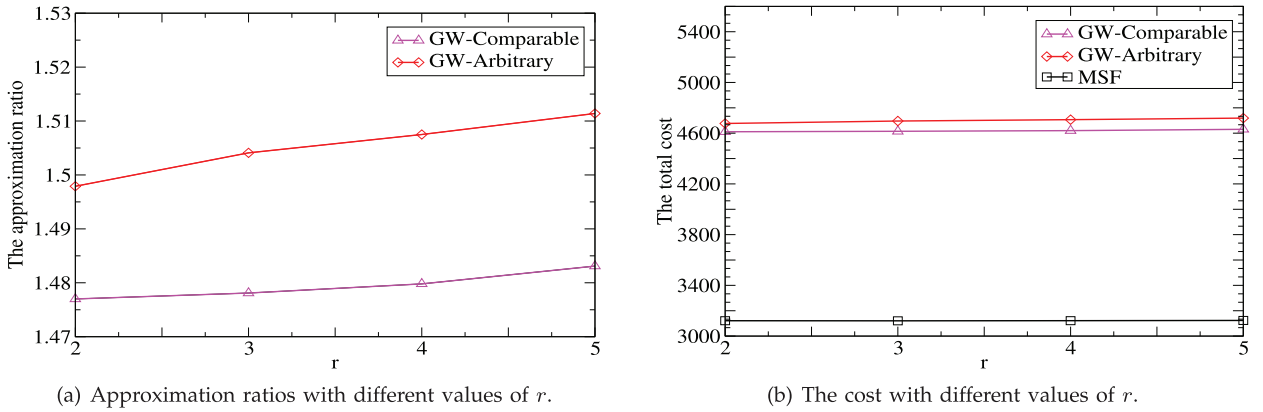 1.53
1.52
1.51
1.5
1.49
1.48
1.47
The approximation ratio
GW-Comparable
GW-Arbitrary
2 3 4 5
r
(a) Approximation ratios with different values of r.
5400
5000
4600
4200
3800
3400
3000
The total cost
GW-Comparable
GW-Arbitrary
MSF
2 3 4 5
r
(b) The cost with different values of r.